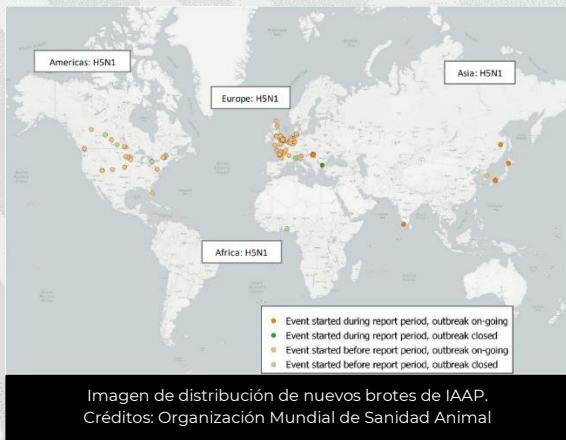 Americas: H5N1
Asia: H5N1
Europe: H5N1
Africa: H5N1
Event started during report period, outbreak on-going
Event started during report period, outbreak closed
Event started before report period, outbreak on-going
Event started before report period, outbreak closed
Imagen de distribución de nuevos brotes de IAAP.
Créditos: Organización Mundial de Sanidad Animal